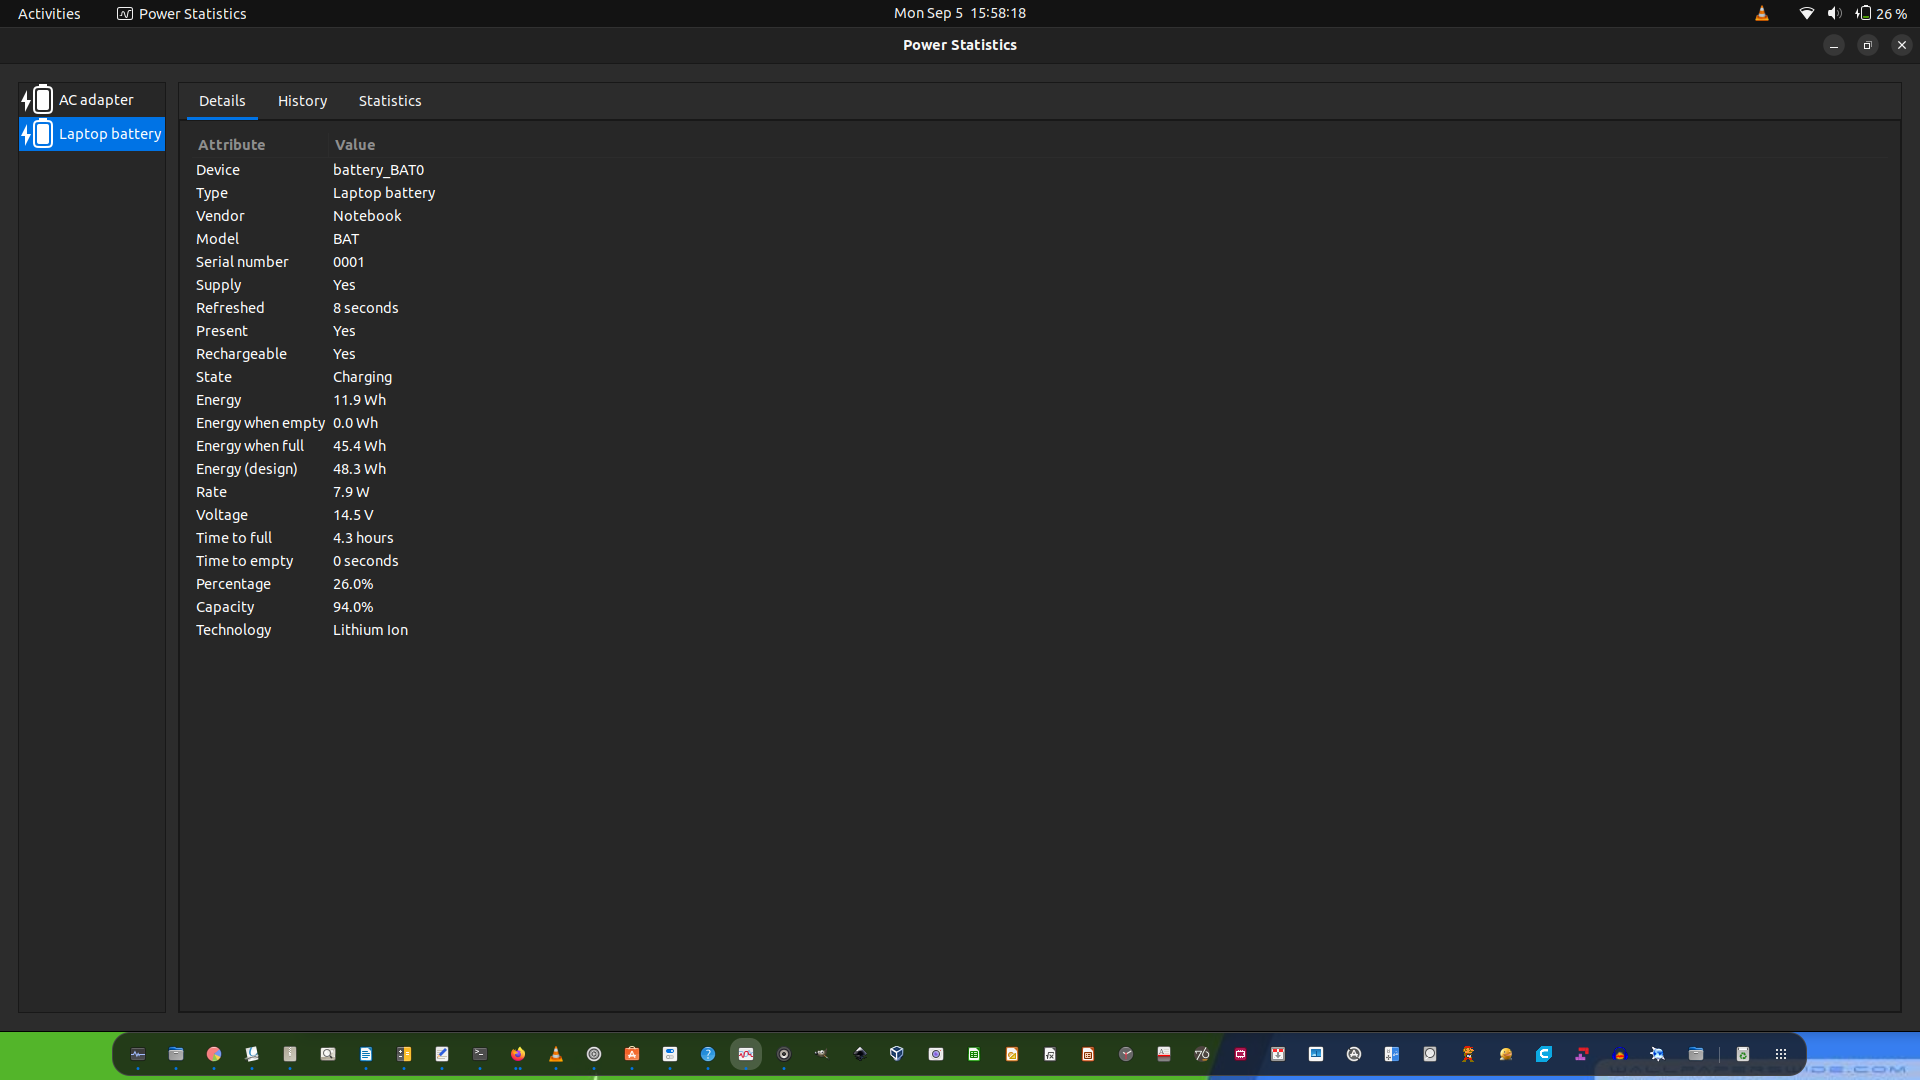 Activities
Power Statistics
Mon Sep 5 15:58:18
26 %
Power Statistics
AC adapter
Laptop battery
Details History Statistics
Attribute Value
Device battery_BAT0
Type Laptop battery
Vendor Notebook
Model BAT
Serial number 0001
Supply Yes
Refreshed 8 seconds
Present Yes
Rechargeable Yes
State Charging
Energy 11.9 Wh
Energy when empty 0.0 Wh
Energy when full 45.4 Wh
Energy (design) 48.3 Wh
Rate 7.9 W
Voltage 14.5 V
Time to full 4.3 hours
Time to empty 0 seconds
Percentage 26.0%
Capacity 94.0%
Technology Lithium Ion
76